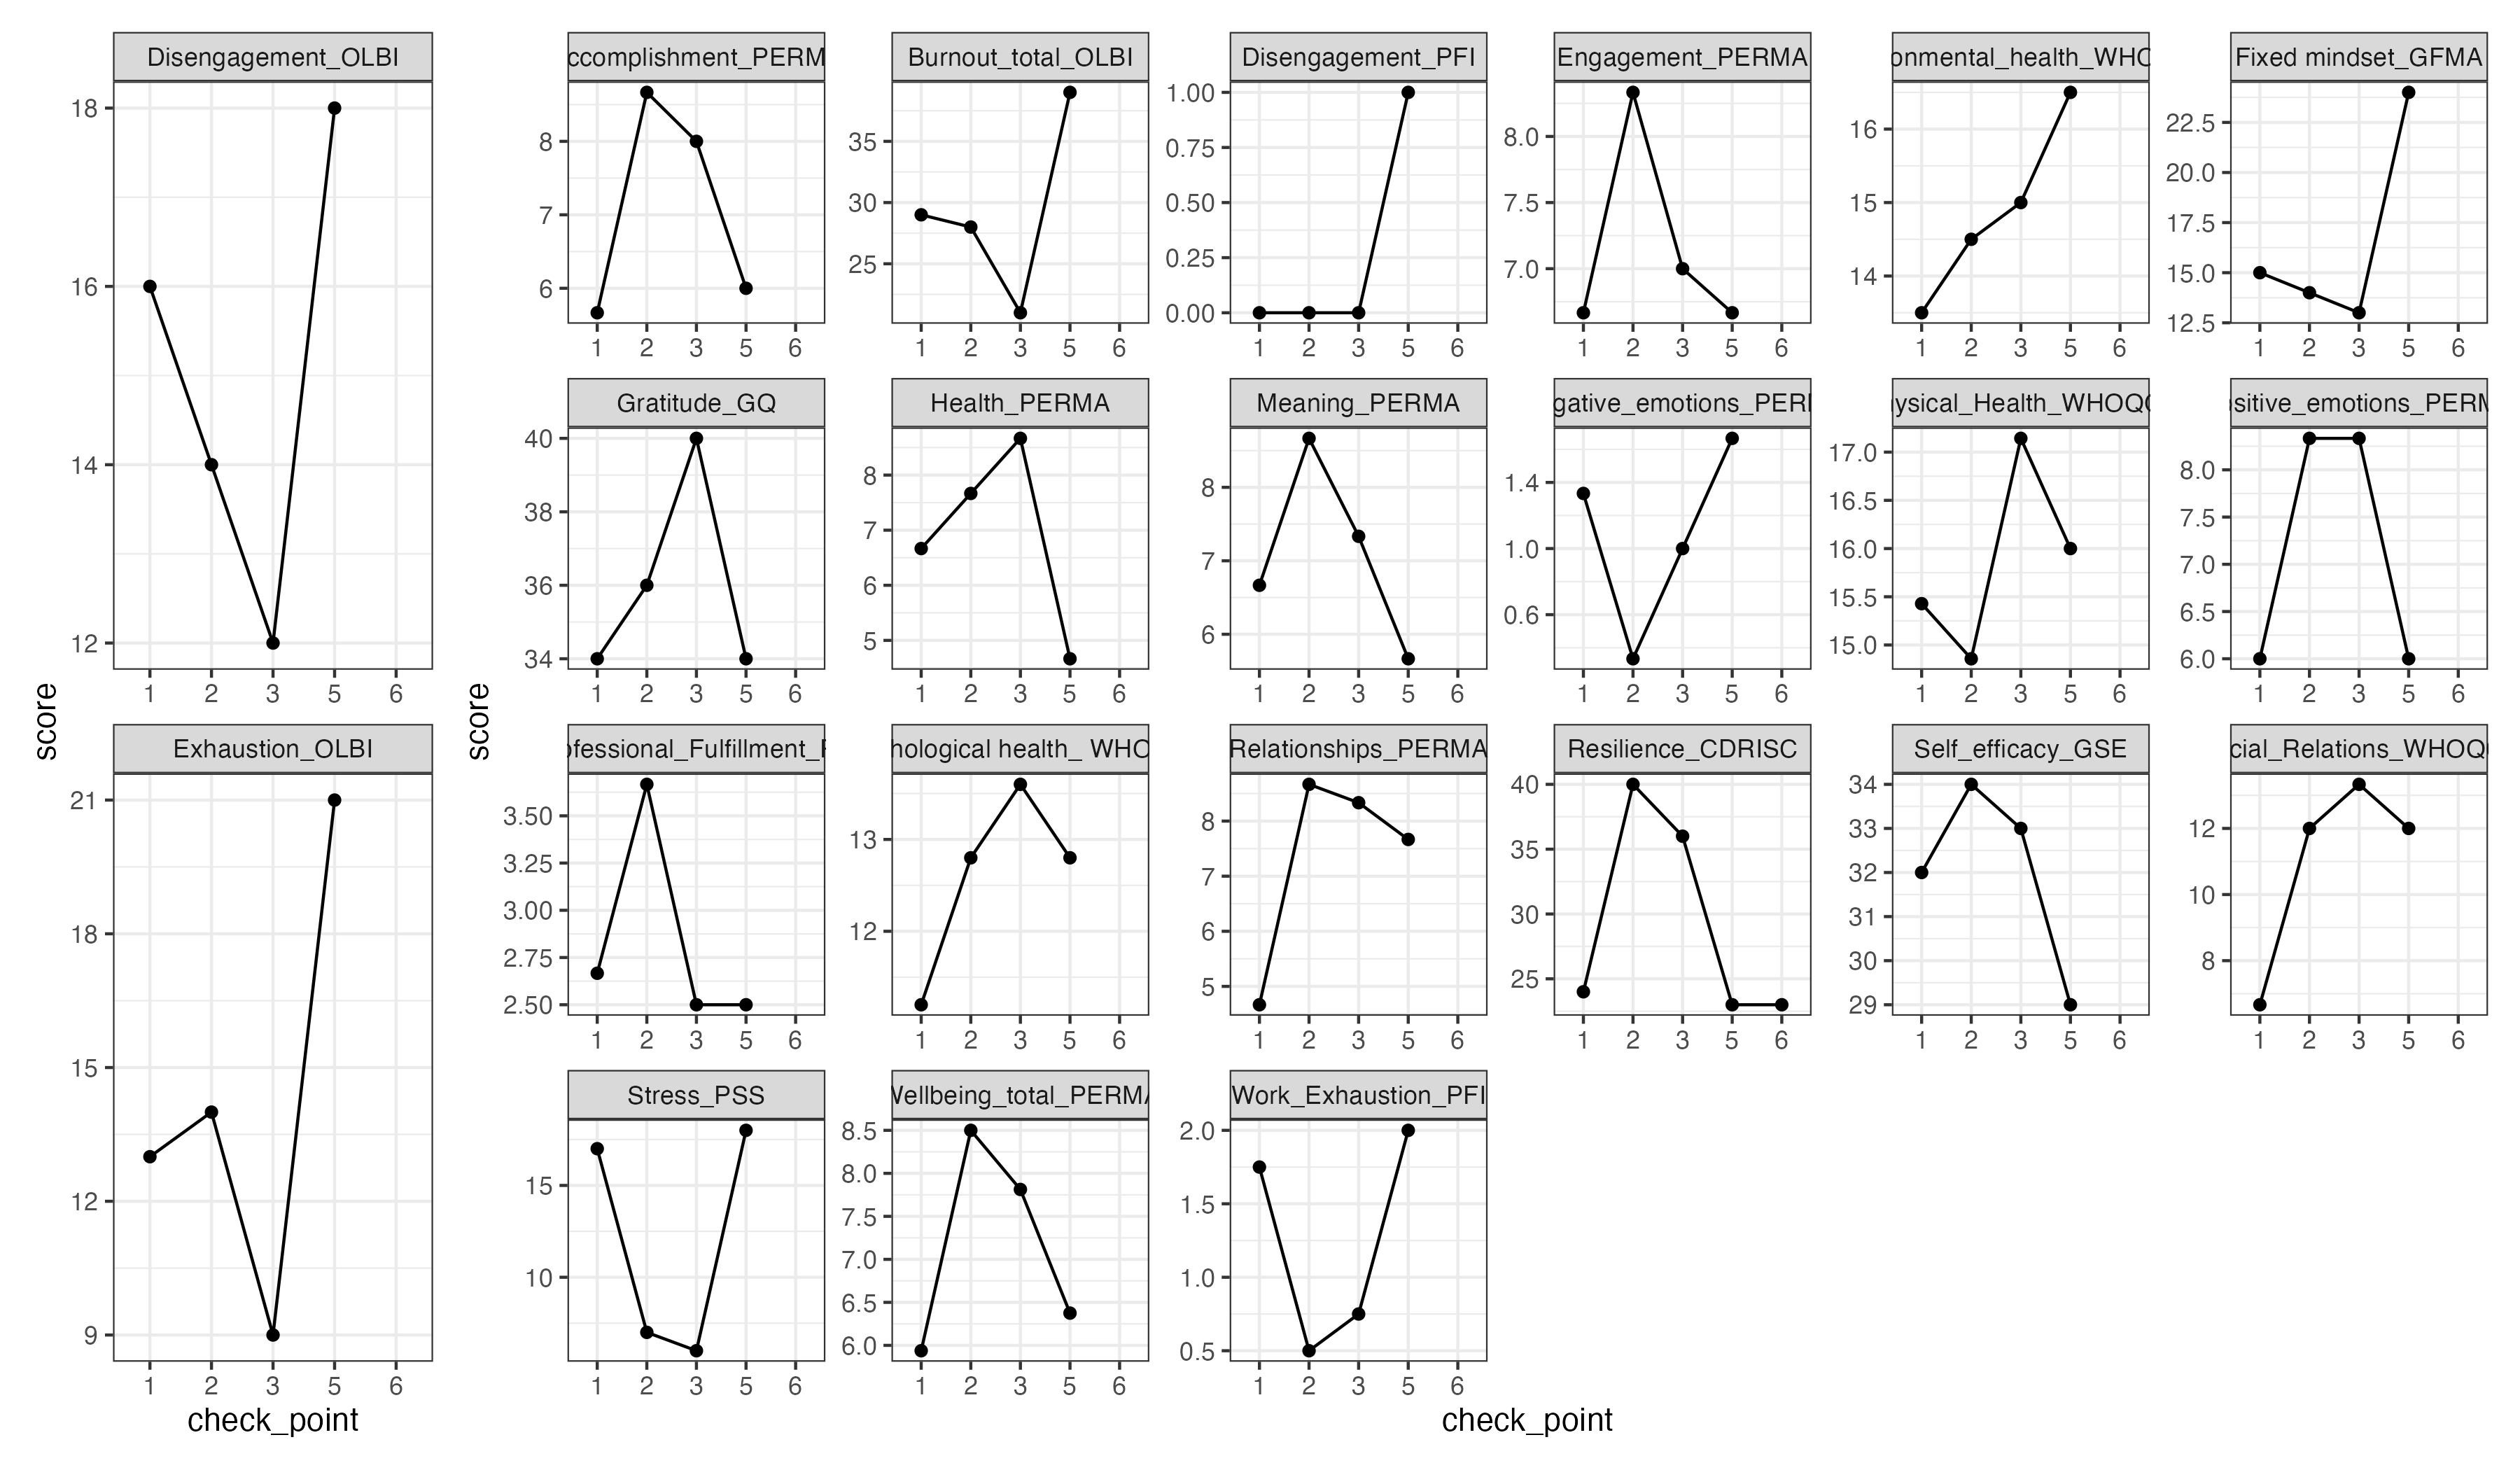 Disengagement_OLBI
18
16
14
12
1 2 3 5 6
Exhaustion_OLBI
21
18
15
12
9
1 2 3 5 6
score
check_point
ccomplishment_PERM
8
7
6
1 2 3 5 6
Burnout_total_OLBI
35
30
25
1 2 3 5 6
Disengagement_PFI
1.00
0.75
0.50
0.25
0.00
1 2 3 5 6
Engagement_PERMA
8.0
7.5
7.0
1 2 3 5 6
onmental_health_WHO
16
15
14
1 2 3 5 6
Fixed mindset_GFMA
22.5
20.0
17.5
15.0
12.5
1 2 3 5 6
Gratitude_GQ
40
38
36
34
1 2 3 5 6
Health_PERMA
8
7
6
5
1 2 3 5 6
Meaning_PERMA
8
7
6
1 2 3 5 6
gative_emotions_PER
1.4
1.0
0.6
1 2 3 5 6
ysical_Health_WHOQ
17.0
16.5
16.0
15.5
15.0
1 2 3 5 6
sitive_emotions_PERM
8.0
7.5
7.0
6.5
6.0
1 2 3 5 6
ofessional_Fulfillment_
3.50
3.25
3.00
2.75
2.50
1 2 3 5 6
hological health_ WHO
13
12
1 2 3 5 6
Relationships_PERMA
8
7
6
5
1 2 3 5 6
Resilience_CDRISC
40
35
30
25
1 2 3 5 6
Self_efficacy_GSE
34
33
32
31
30
29
1 2 3 5 6
cial_Relations_WHOQ
12
10
8
1 2 3 5 6
Stress_PSS
15
10
1 2 3 5 6
Wellbeing_total_PERMA
8.5
8.0
7.5
7.0
6.5
6.0
1 2 3 5 6
Work_Exhaustion_PFI
2.0
1.5
1.0
0.5
1 2 3 5 6
score
check_point